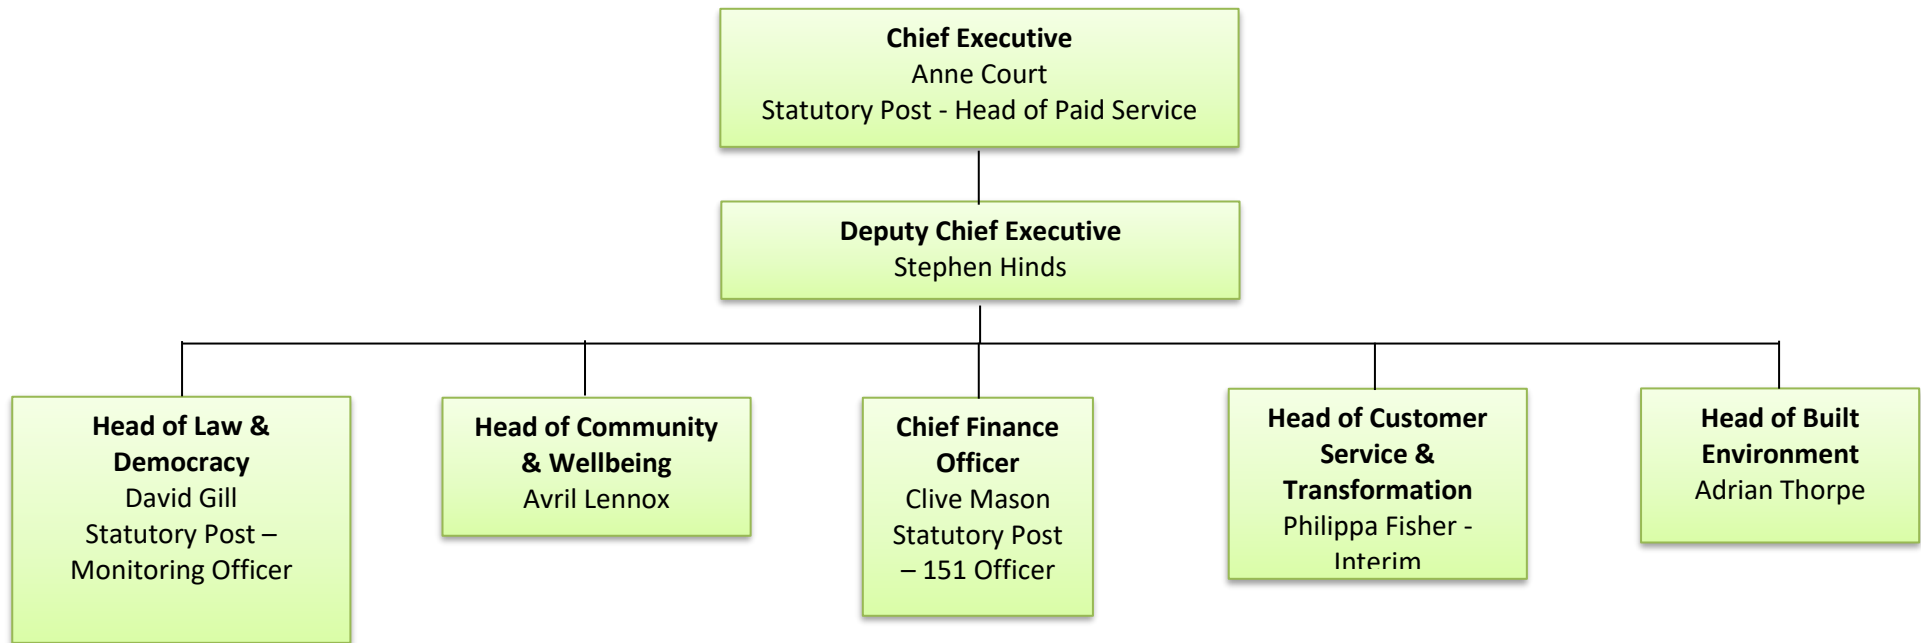 Chief Executive
Anne Court
Statutory Post - Head of Paid Service
Deputy Chief Executive
Stephen Hinds
Head of Law &
Democracy
David Gill
Statutory Post –
Monitoring Officer
Head of Community
& Wellbeing
Avril Lennox
Chief Finance
Officer
Clive Mason
Statutory Post
– 151 Officer
Head of Customer
Service &
Transformation
Philippa Fisher -
Interim
Head of Built
Environment
Adrian Thorpe